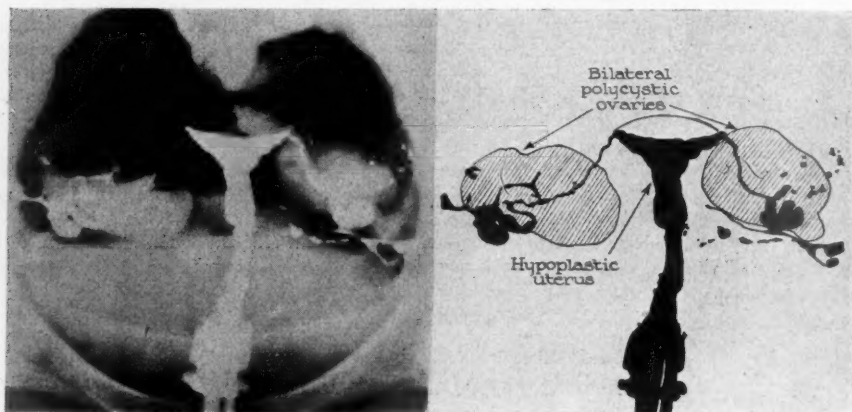 Bilateral
polycystic
ovaries
Hypoplastic
uterus